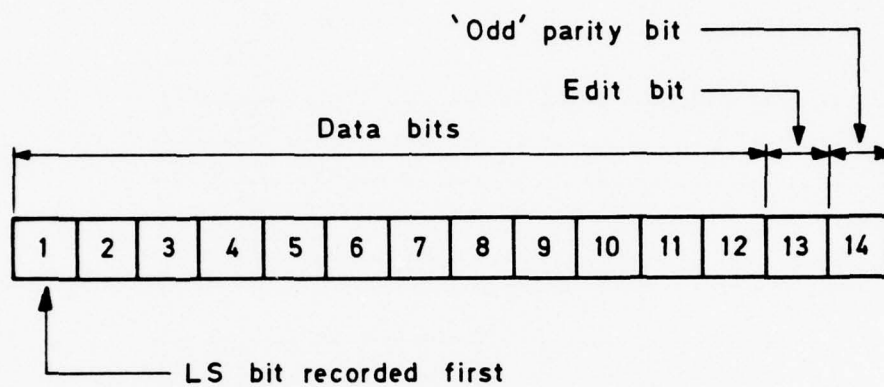 ‘Odd’ parity bit
Edit bit
Data bits
1 2 3 4 5 6 7 8 9 10 11 12 13 14
LS bit recorded first